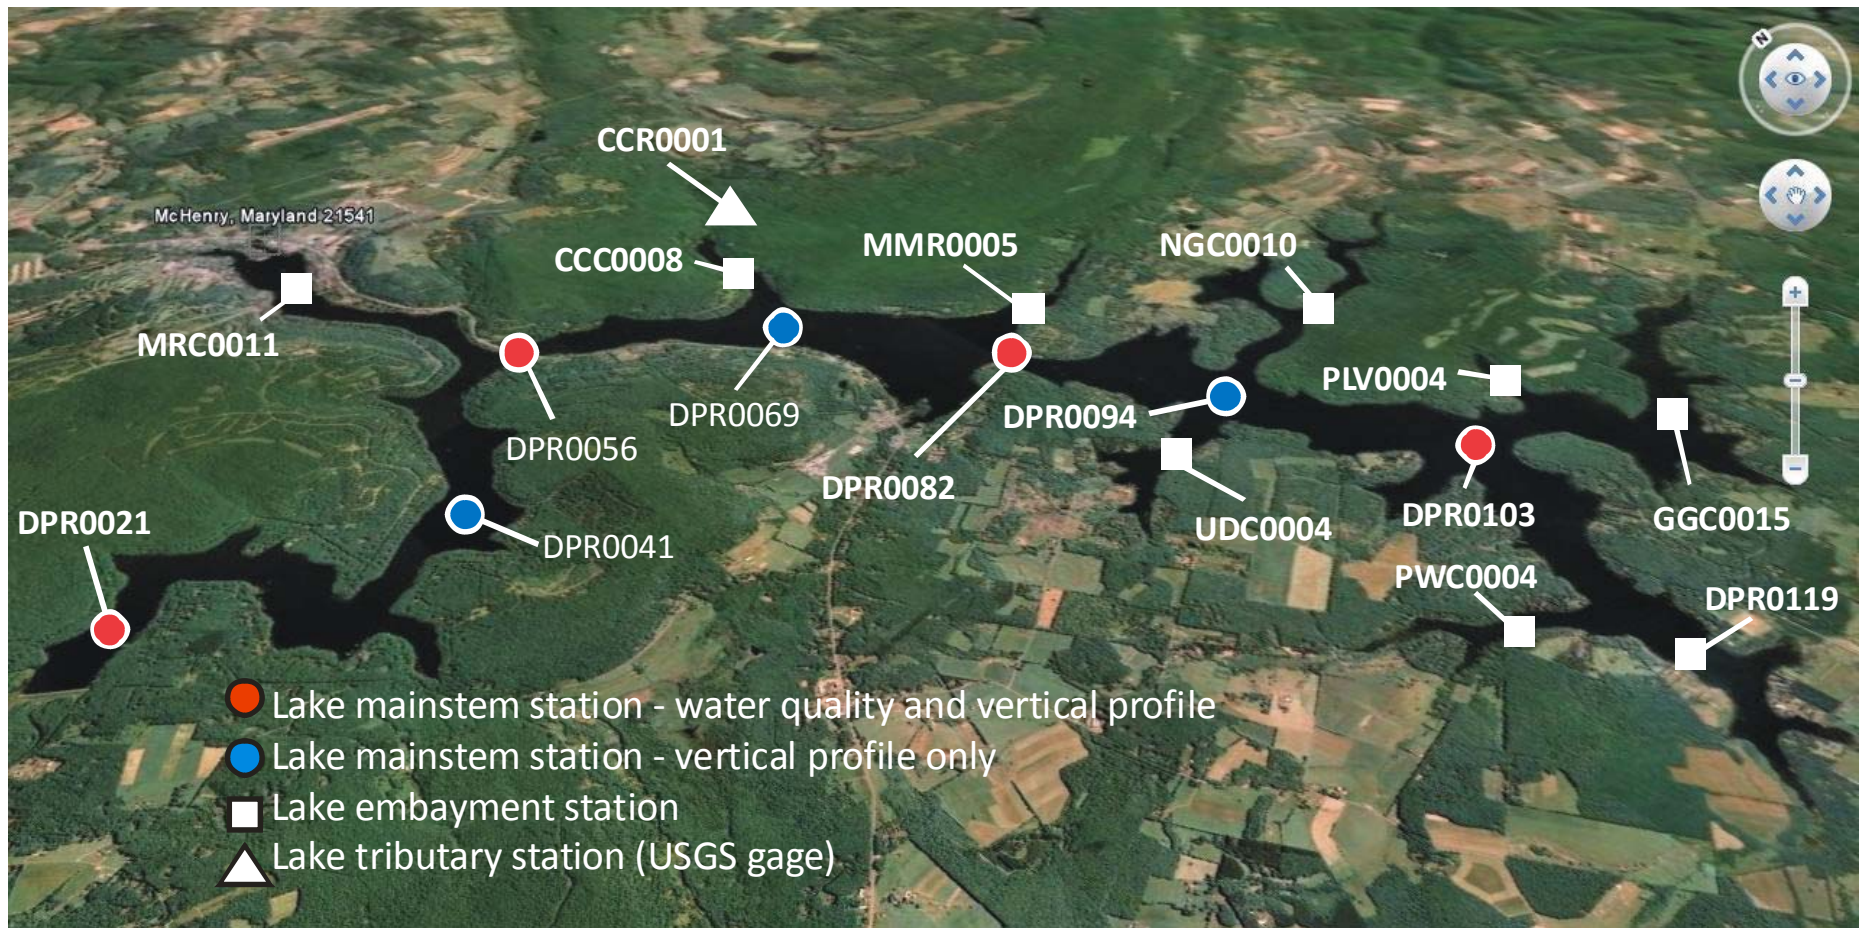 N
CCR0001
McHenry, Maryland 21541
CCC0008
MMR0005
NGC0010
MRC0011
PLV0004
DPR0069
DPR0094
DPR0056
DPR0082
DPR0103
GGC0015
UDC0004
DPR0021
DPR0041
PWC0004
DPR0119
Lake mainstem station - water quality and vertical profile
Lake mainstem station - vertical profile only
Lake embayment station
Lake tributary station (USGS gage)